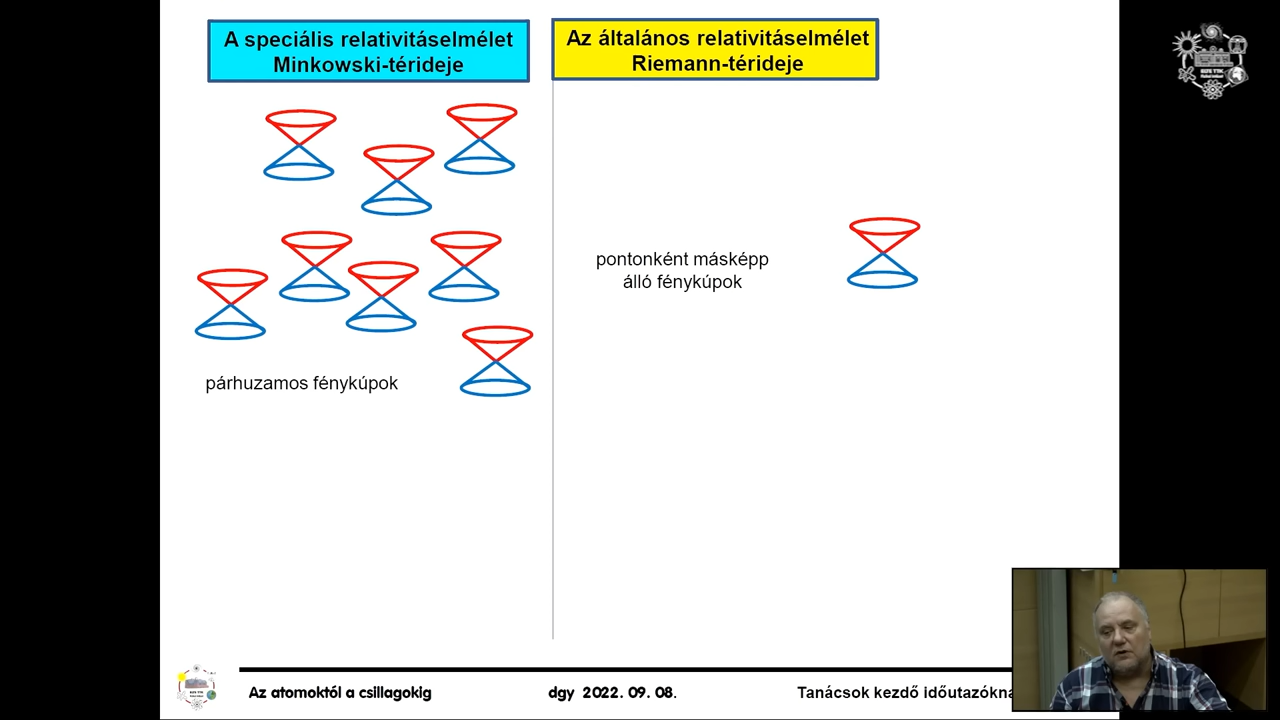 A speciális relativitáselmélet
Minkowski-térideje
Az általános relativitáselmélet
Riemann-térideje
pontonként másképp
álló fénykúpok
párhuzamos fénykúpok
Az atomoktól a csillagokig
dgy 2022. 09. 08.
Tanácsok kezdő időutazókna